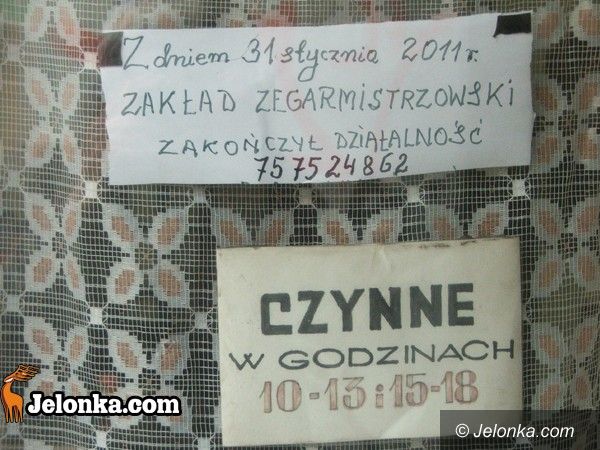 Z dniem 31 stycznia 2011 r.
ZAKŁAD ZEGARMISTRZOWSKI
ZAKOŃCZYŁ DZIAŁALNOŚĆ
757524862
CZYNNE
W GODZINACH
10-13 i 15-18
Jelonka.com
© Jelonka.com